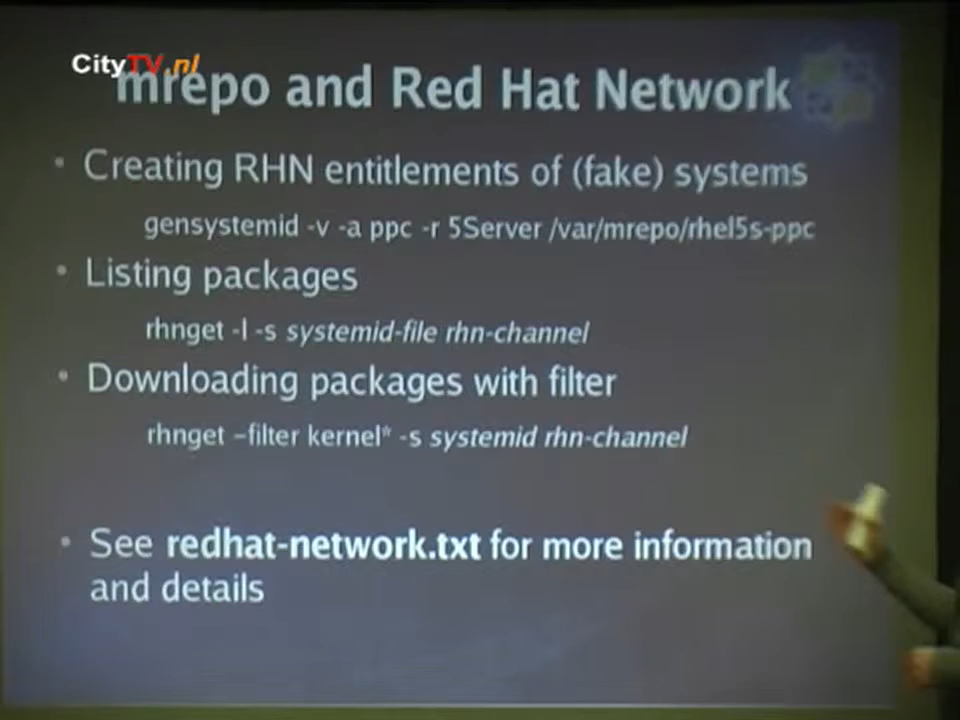 CityTV.nl
mrepo and Red Hat Network
• Creating RHN entitlements of (fake) systems
gensystemid -v -a ppc -r 5Server /var/mrepo/rhel5s-ppc
• Listing packages
rhnget -l -s systemid-file rhn-channel
• Downloading packages with filter
rhnget –filter kernel* -s systemid rhn-channel
• See redhat-network.txt for more information
and details